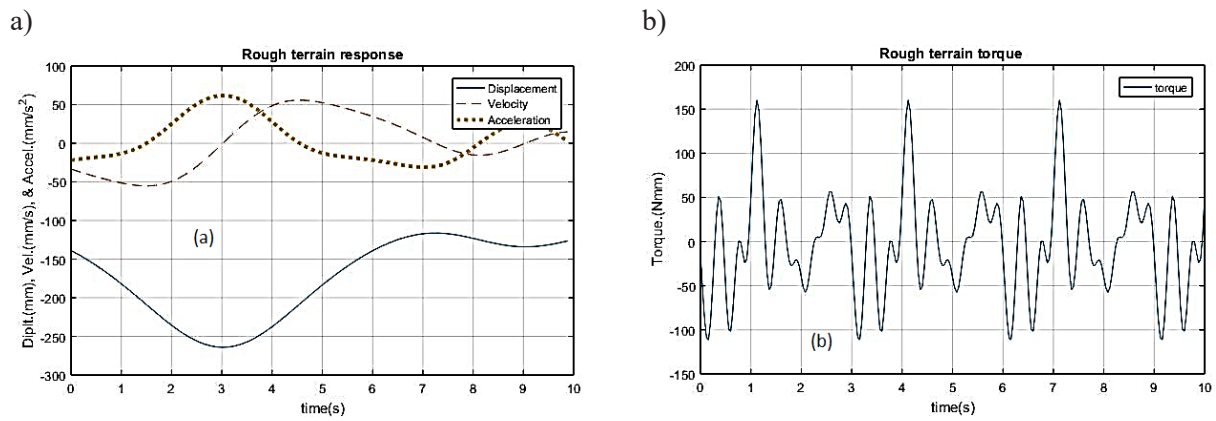 a)
Rough terrain response
Displacement
Velocity
Acceleration
100
50
0
-50
-100
-150
-200
-250
-300
Diplt.(mm), Vel.(mm/s), & Accel.(mm/s²)
(a)
0 1 2 3 4 5 6 7 8 9 10
time(s)
b)
Rough terrain torque
torque
200
150
100
50
0
-50
-100
-150
Torque.(Nmm)
(b)
0 1 2 3 4 5 6 7 8 9 10
time(s)